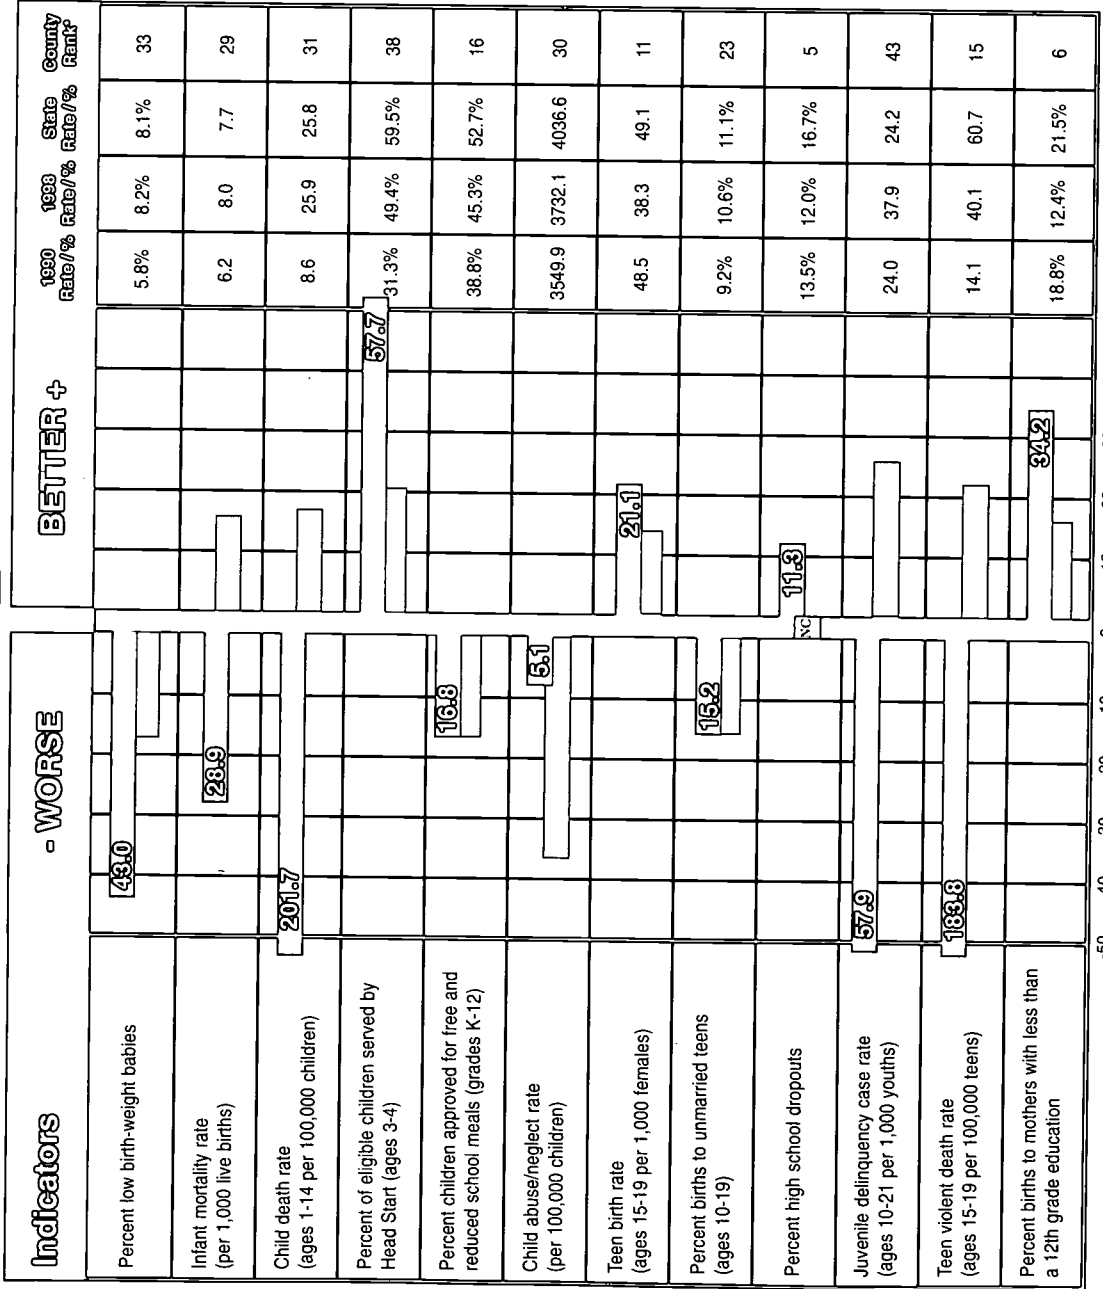 Indicators
- WORSE
BETTER +
1990 Rate / %
1998 Rate / %
State Rate / %
County Rank*
Percent low birth-weight babies
43.0
5.8%
8.2%
8.1%
33
Infant mortality rate
(per 1,000 live births)
28.9
6.2
8.0
7.7
29
Child death rate
(ages 1-14 per 100,000 children)
201.7
8.6
25.9
25.8
31
Percent of eligible children served by
Head Start (ages 3-4)
57.7
31.3%
49.4%
59.5%
38
Percent children approved for free and
reduced school meals (grades K-12)
16.8
38.8%
45.3%
52.7%
16
Child abuse/neglect rate
(per 100,000 children)
5.1
3549.9
3732.1
4036.6
30
Teen birth rate
(ages 15-19 per 1,000 females)
21.1
48.5
38.3
49.1
11
Percent births to unmarried teens
(ages 10-19)
15.2
9.2%
10.6%
11.1%
23
Percent high school dropouts
NC
11.3
13.5%
12.0%
16.7%
5
Juvenile delinquency case rate
(ages 10-21 per 1,000 youths)
57.9
24.0
37.9
24.2
43
Teen violent death rate
(ages 15-19 per 100,000 teens)
183.8
14.1
40.1
60.7
15
Percent births to mothers with less than
a 12th grade education
34.2
18.8%
12.4%
21.5%
6